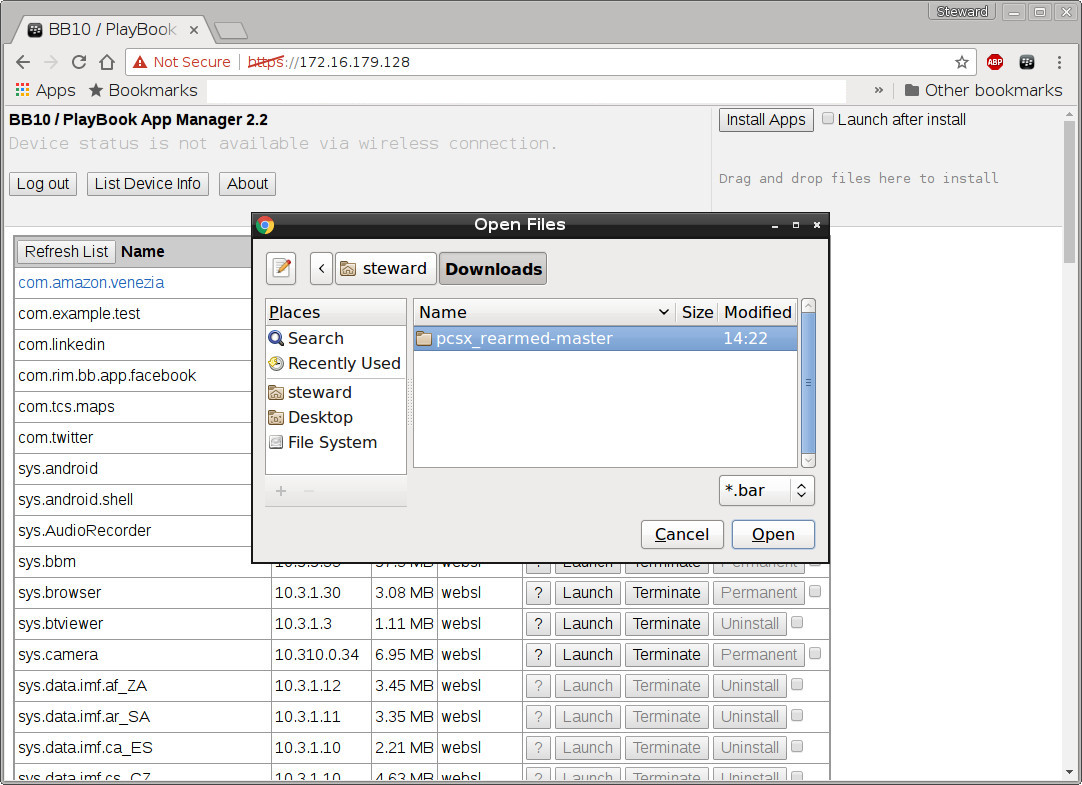 Steward
BB10 / PlayBook
Not Secure https://172.16.179.128
ABP
Apps Bookmarks » Other bookmarks
BB10 / PlayBook App Manager 2.2
Device status is not available via wireless connection.
Log out List Device Info About
Install Apps Launch after install
Drag and drop files here to install
Open Files
steward Downloads
Places
Search
Recently Used
steward
Desktop
File System
Name Size Modified
pcsx_rearmed-master 14:22
*.bar
Cancel Open
Refresh List Name
com.amazon.venezia
com.example.test
com.linkedin
com.rim.bb.app.facebook
com.tcs.maps
com.twitter
sys.android
sys.android.shell
sys.AudioRecorder
sys.bbm websl ? Launch Terminate Permanent
sys.browser 10.3.1.30 3.08 MB websl ? Launch Terminate Permanent
sys.btviewer 10.3.1.3 1.11 MB websl ? Launch Terminate Uninstall
sys.camera 10.310.0.34 6.95 MB websl ? Launch Terminate Permanent
sys.data.imf.af_ZA 10.3.1.12 3.45 MB websl ? Launch Terminate Uninstall
sys.data.imf.ar_SA 10.3.1.11 3.35 MB websl ? Launch Terminate Uninstall
sys.data.imf.ca_ES 10.3.1.10 2.21 MB websl ? Launch Terminate Uninstall
sys.data.imf.cs_CZ 10.3.1.10 4.63 MB websl ? Launch Terminate Uninstall